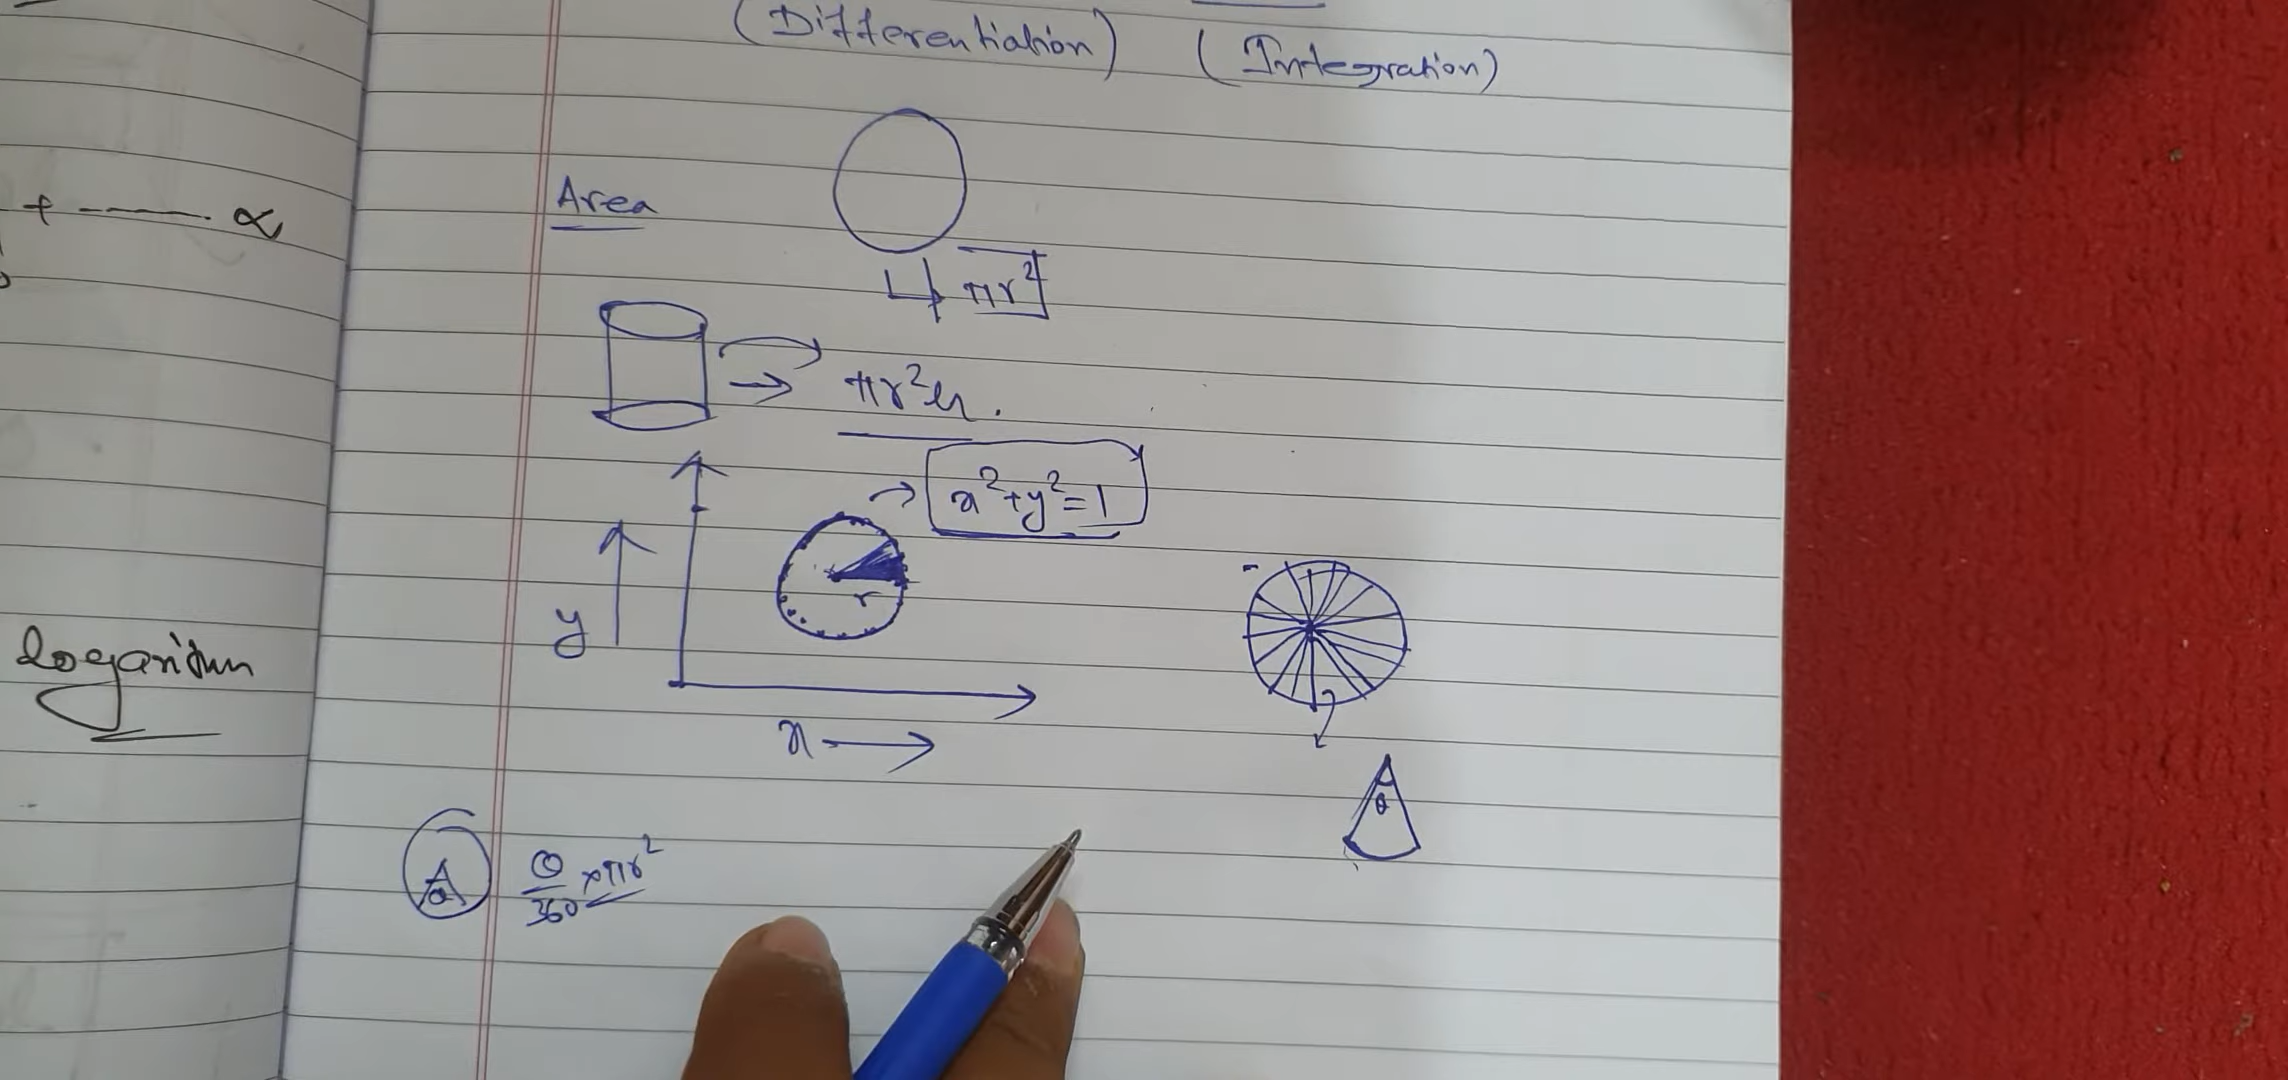 (Differentiation) (Integration)
Area
+ ------ ∝
πr²
πr²h.
x²+y²=1
r
y
logarithm
x
θ
A θ/360 × πr²